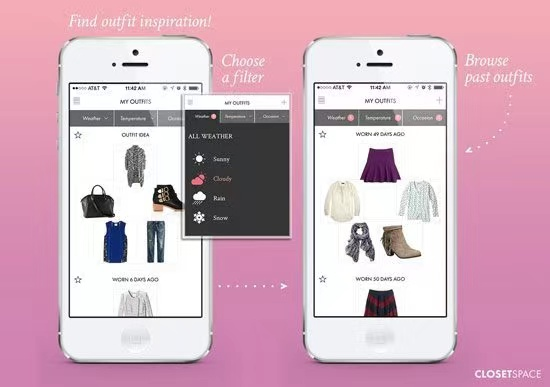 Find outfit inspiration!
Choose
a filter
Browse
past outfits
AT&T 11:42 AM
MY OUTFITS
Weather Temperature Occas
OUTFIT IDEA
WORN 6 DAYS AGO
MY OUTFITS
Weather Temperature Occasion
ALL WEATHER
Sunny
Cloudy
Rain
Snow
AT&T 11:42 AM
MY OUTFITS
Weather Temperature Occasion
WORN 49 DAYS AGO
WORN 50 DAYS AGO
CLOSETSPACE